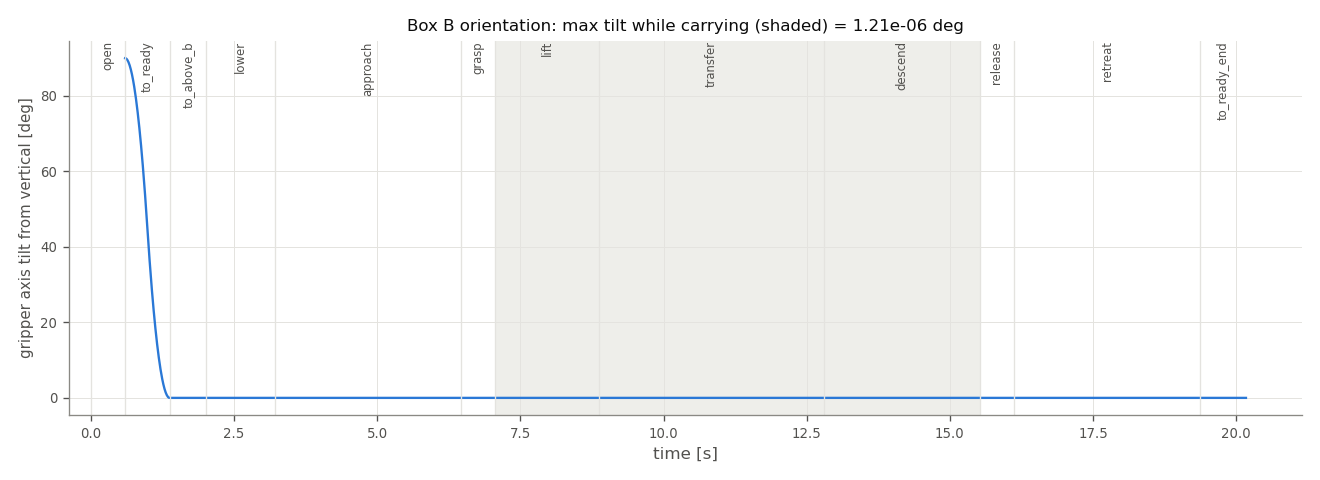 Box B orientation: max tilt while carrying (shaded) = 1.21e-06 deg
open
to_ready
to_above_b
lower
approach
grasp
lift
transfer
descend
release
retreat
to_ready_end
gripper axis tilt from vertical [deg]
80
60
40
20
0
0.0
2.5
5.0
7.5
10.0
12.5
15.0
17.5
20.0
time [s]